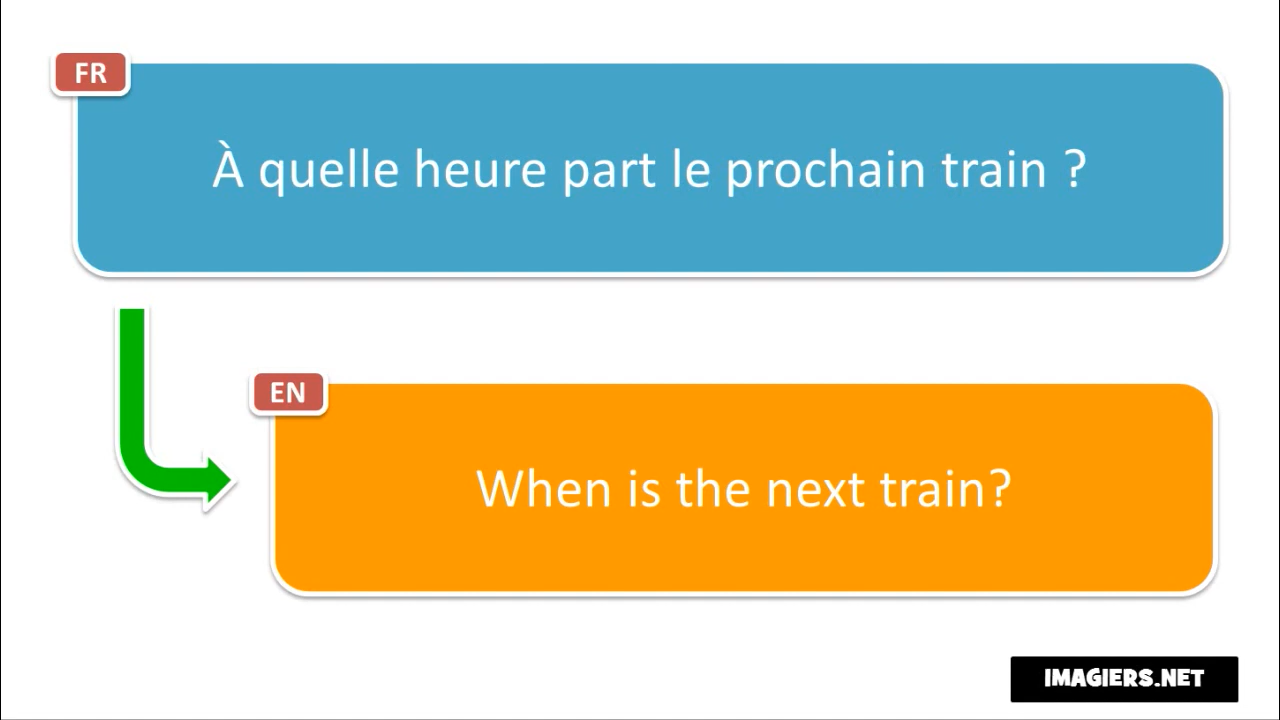 FR
À quelle heure part le prochain train ?
EN
When is the next train?
IMAGIERS.NET